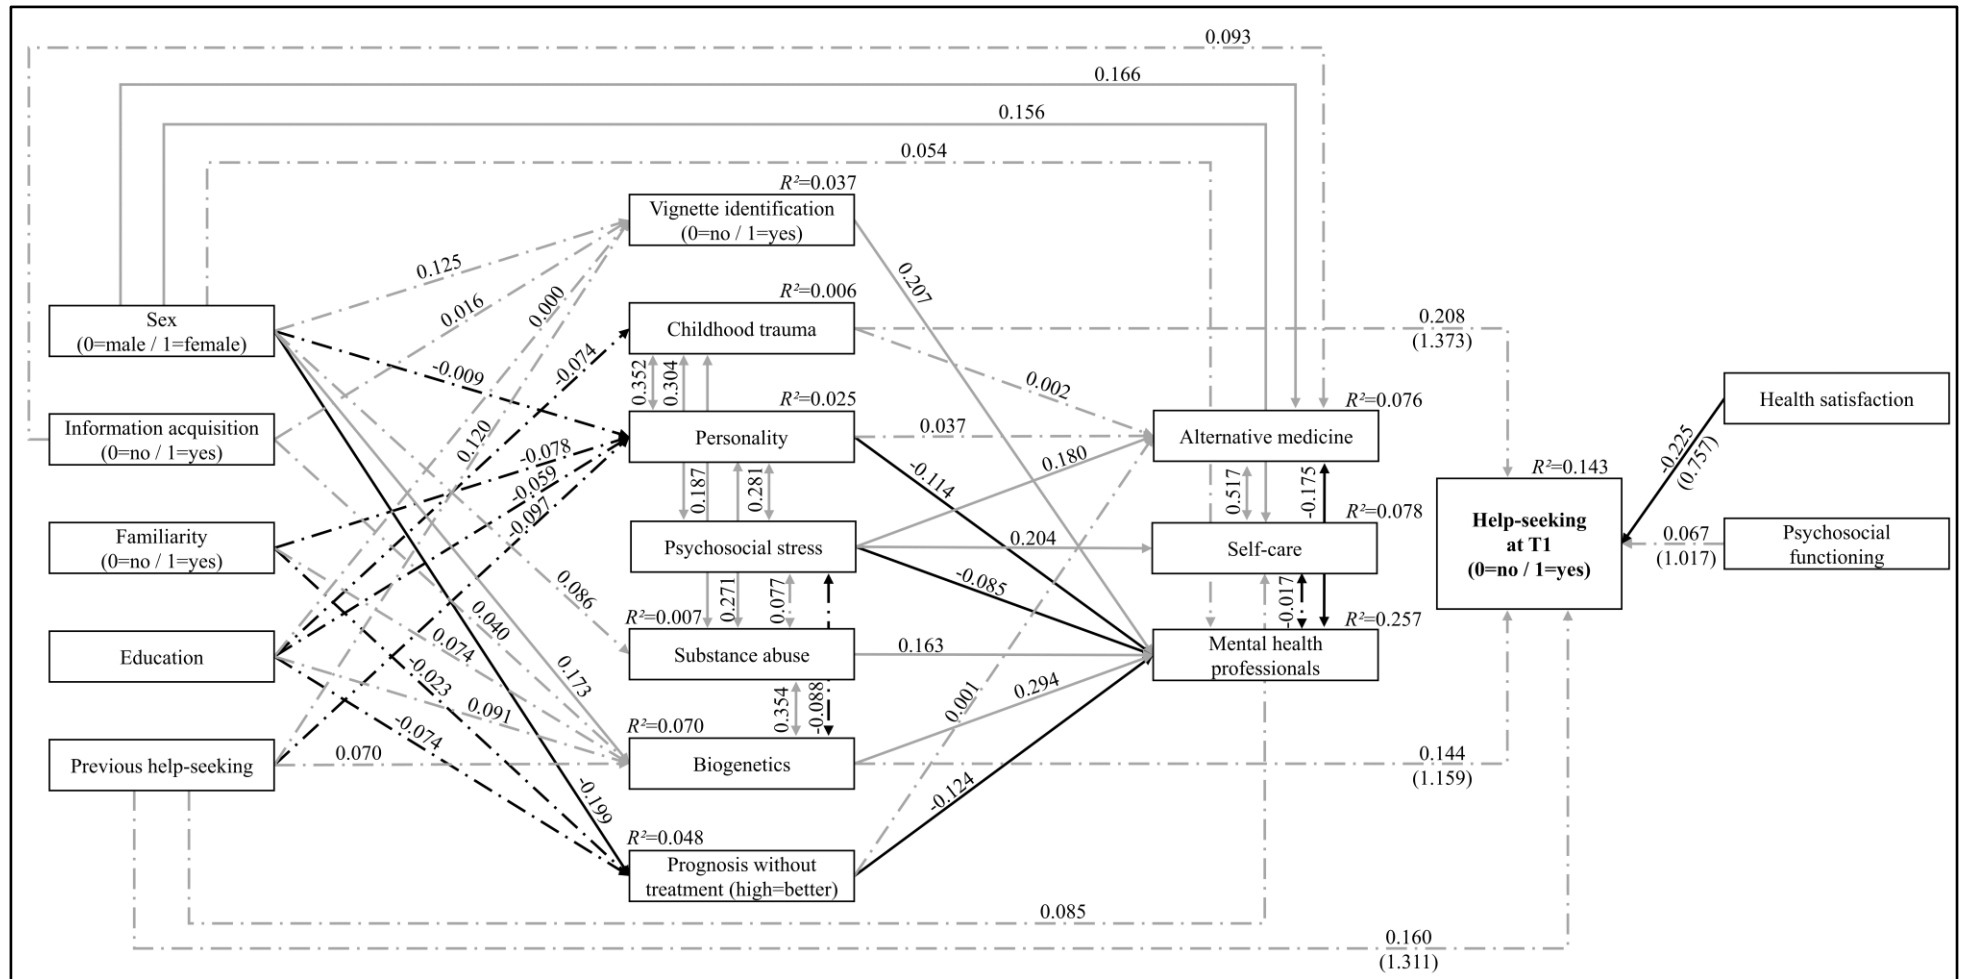 0.093
0.166
0.156
0.054
R²=0.037
Vignette identification
(0=no / 1=yes)
0.125
0.016
0.000
0.207
R²=0.006
Childhood trauma
Sex
(0=male / 1=female)
0.208
(1.373)
-0.074
-0.009
0.352
0.304
0.002
R²=0.025
Personality
0.037
R²=0.076
Alternative medicine
Health satisfaction
Information acquisition
(0=no / 1=yes)
0.120
-0.078
-0.059
-0.097
0.180
-0.114
-0.225
(0.757)
R²=0.143
0.187
0.281
0.517
-0.175
R²=0.078
Familiarity
(0=no / 1=yes)
Psychosocial stress
0.204
Self-care
Help-seeking
at T1
(0=no / 1=yes)
0.067
(1.017)
Psychosocial
functioning
-0.085
0.086
0.271
0.077
-0.017
R²=0.007
R²=0.257
0.040
0.074
Education
Substance abuse
0.163
Mental health
professionals
-0.023
0.173
0.091
-0.074
0.354
-0.088
0.294
0.001
R²=0.070
Previous help-seeking
0.070
Biogenetics
0.144
(1.159)
-0.199
-0.124
R²=0.048
Prognosis without
treatment (high=better)
0.085
0.160
(1.311)